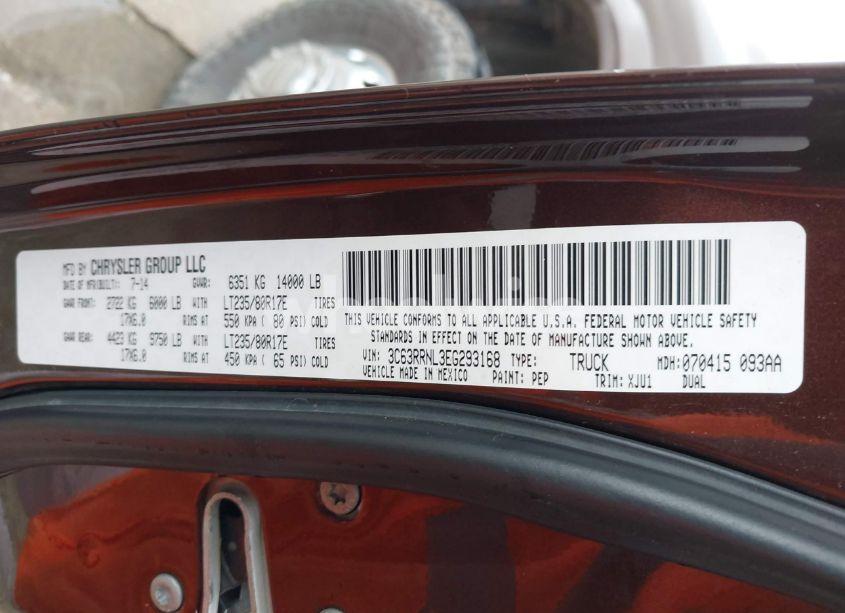 MFD BY CHRYSLER GROUP LLC
DATE OF MFR(BUILT): 7-14 GVWR: 6351 KG 14000 LB
GAWR FRONT: 2722 KG 6000 LB WITH LT235/80R17E TIRES
17X6.0 RIMS AT 550 KPA ( 80 PSI) COLD
GAWR REAR: 4423 KG 9750 LB WITH LT235/80R17E TIRES
17X6.0 RIMS AT 450 KPA ( 65 PSI) COLD
THIS VEHICLE CONFORMS TO ALL APPLICABLE U.S.A. FEDERAL MOTOR VEHICLE SAFETY
STANDARDS IN EFFECT ON THE DATE OF MANUFACTURE SHOWN ABOVE.
VIN: 3C63RRNL3EG293168 TYPE: TRUCK MDH: 070415 093AA
VEHICLE MADE IN MEXICO PAINT: PEP TRIM: XJU1 DUAL